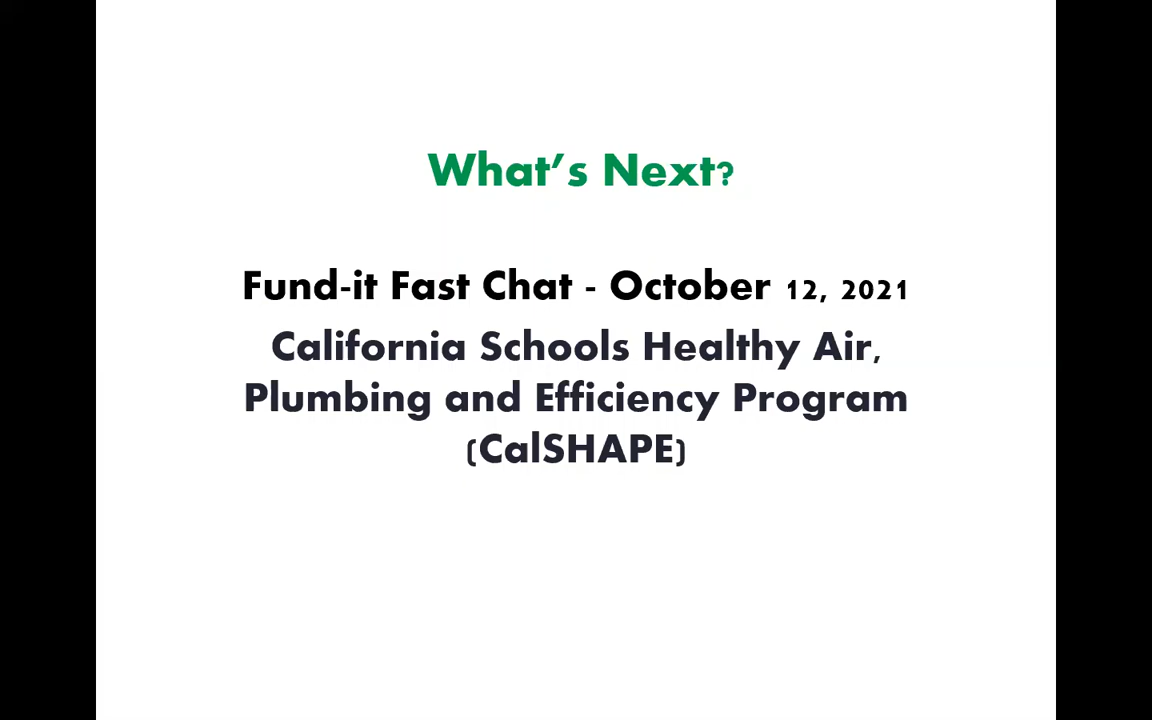 What’s Next?
Fund-it Fast Chat - October 12, 2021
California Schools Healthy Air,
Plumbing and Efficiency Program
(CalSHAPE)